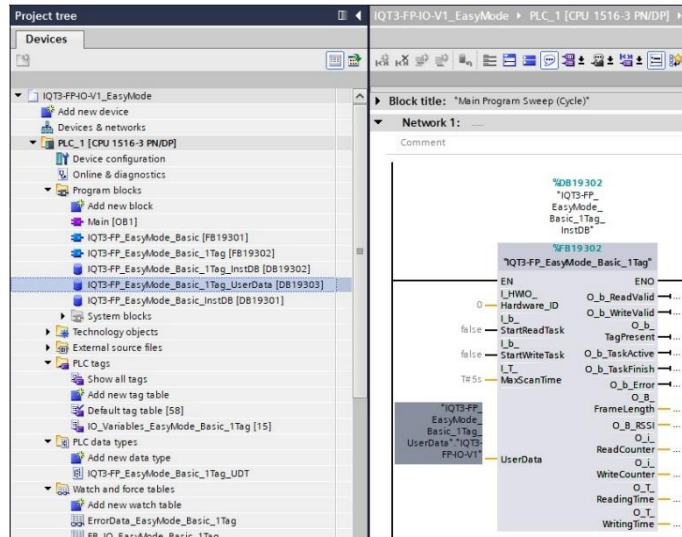 Project tree
Devices
IQT3-FP-IO-V1_EasyMode
Add new device
Devices & networks
PLC_1 [CPU 1516-3 PN/DP]
Device configuration
Online & diagnostics
Program blocks
Add new block
Main [OB1]
IQT3-FP_EasyMode_Basic [FB19301]
IQT3-FP_EasyMode_Basic_1Tag [FB19302]
IQT3-FP_EasyMode_Basic_1Tag_InstDB [DB19302]
IQT3-FP_EasyMode_Basic_1Tag_UserData [DB19303]
IQT3-FP_EasyMode_Basic_InstDB [DB19301]
System blocks
Technology objects
External source files
PLC tags
Show all tags
Add new tag table
Default tag table [58]
IO_Variables_EasyMode_Basic_1Tag [15]
PLC data types
Add new data type
IQT3-FP_EasyMode_Basic_1Tag_UDT
Watch and force tables
Add new watch table
ErrorData_EasyMode_Basic_1Tag
FB_IO_EasyMode_Basic_1Tag
IQT3-FP-IO-V1_EasyMode PLC_1 [CPU 1516-3 PN/DP]
Block title: "Main Program Sweep (Cycle)"
Network 1: ....
Comment
%DB19302
"IQT3-FP_
EasyMode_
Basic_1Tag_
InstDB"
%FB19302
"IQT3-FP_EasyMode_Basic_1Tag"
EN
ENO
0
I_HWIO_
Hardware_ID
false
I_b_
StartReadTask
false
I_b_
StartWriteTask
T#5s
I_T_
MaxScanTime
"IQT3-FP_
EasyMode_
Basic_1Tag_
UserData"."IQT3-
FP-IO-V1"
UserData
O_b_ReadValid ...
O_b_WriteValid ...
O_b_
TagPresent ...
O_b_TaskActive ...
O_b_TaskFinish ...
O_b_Error ...
O_B_
FrameLength ...
O_B_RSSI ...
O_i_
ReadCounter ...
O_i_
WriteCounter ...
O_T_
ReadingTime ...
O_T_
WritingTime ...